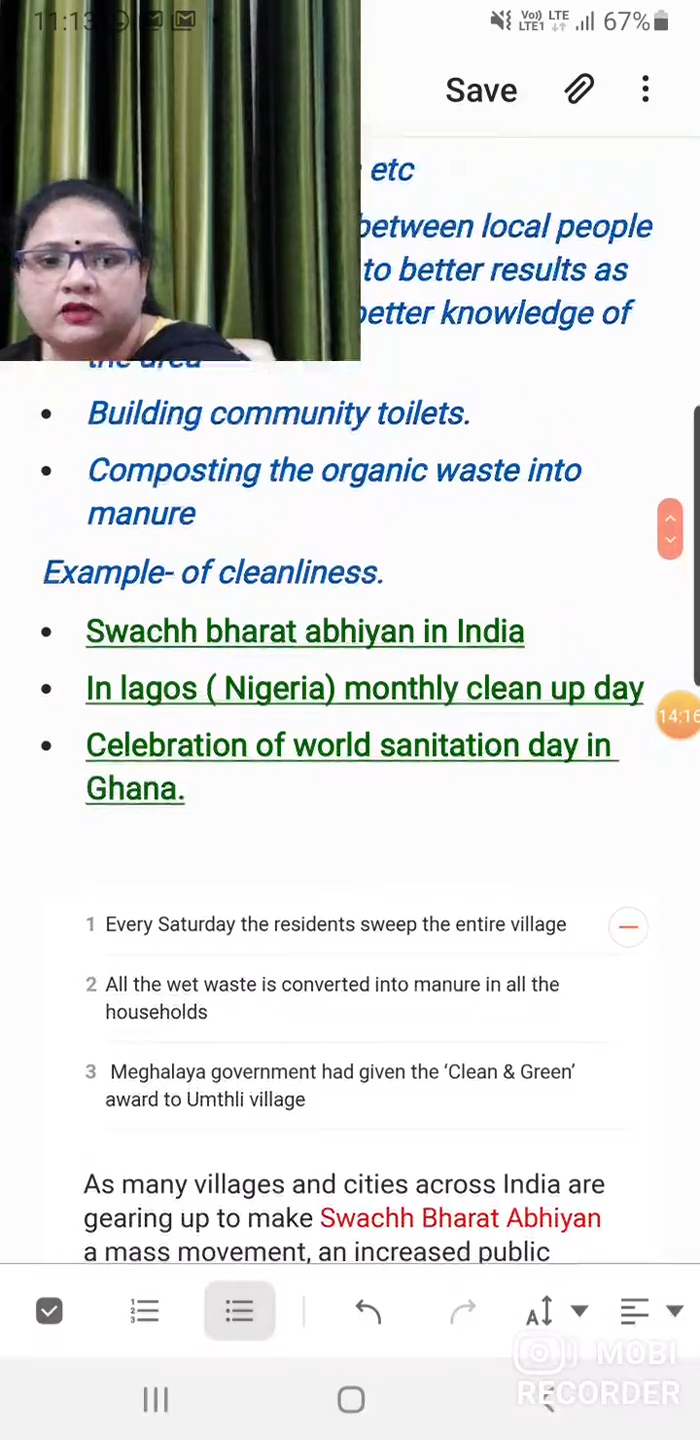 11:13
Vo)) LTE
LTE1
67%
Save
etc
between local people
to better results as
better knowledge of
the area
• Building community toilets.
• Composting the organic waste into
manure
Example- of cleanliness.
• Swachh bharat abhiyan in India
• In lagos ( Nigeria) monthly clean up day
• Celebration of world sanitation day in
Ghana.
14:16
1 Every Saturday the residents sweep the entire village
2 All the wet waste is converted into manure in all the
households
3 Meghalaya government had given the ‘Clean & Green’
award to Umthli village
As many villages and cities across India are
gearing up to make Swachh Bharat Abhiyan
a mass movement, an increased public
MOBI
RECORDER